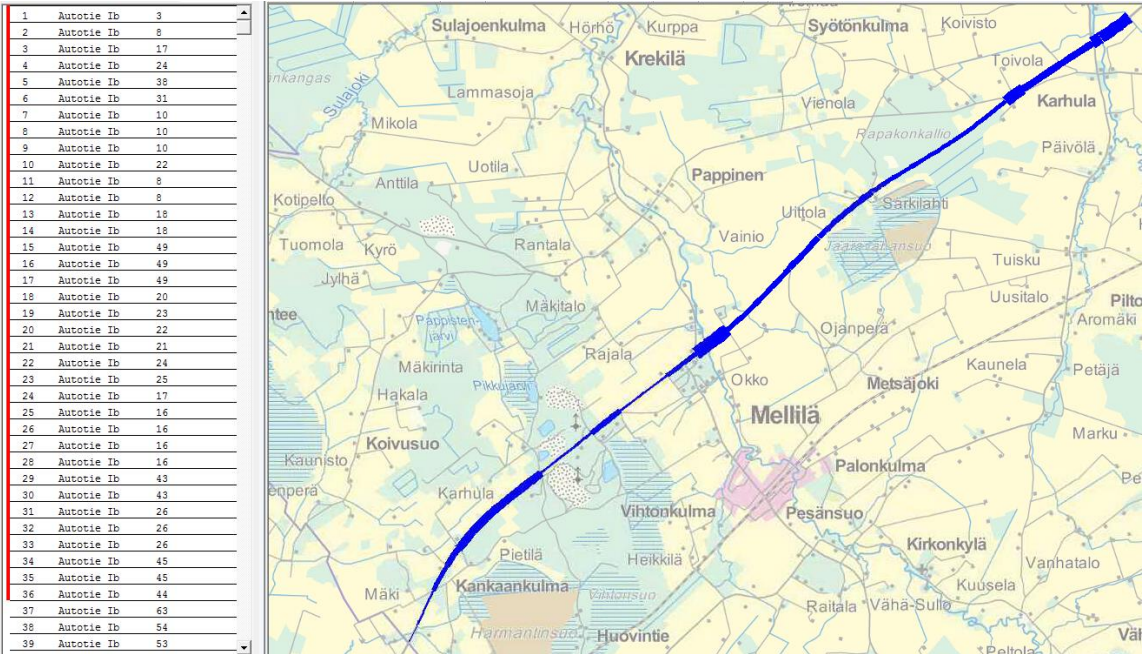 1 Autotie Ib 3
2 Autotie Ib 8
3 Autotie Ib 17
4 Autotie Ib 24
5 Autotie Ib 38
6 Autotie Ib 31
7 Autotie Ib 10
8 Autotie Ib 10
9 Autotie Ib 10
10 Autotie Ib 22
11 Autotie Ib 8
12 Autotie Ib 8
13 Autotie Ib 18
14 Autotie Ib 18
15 Autotie Ib 49
16 Autotie Ib 49
17 Autotie Ib 49
18 Autotie Ib 20
19 Autotie Ib 23
20 Autotie Ib 22
21 Autotie Ib 21
22 Autotie Ib 24
23 Autotie Ib 25
24 Autotie Ib 17
25 Autotie Ib 16
26 Autotie Ib 16
27 Autotie Ib 16
28 Autotie Ib 16
29 Autotie Ib 43
30 Autotie Ib 43
31 Autotie Ib 26
32 Autotie Ib 26
33 Autotie Ib 26
34 Autotie Ib 45
35 Autotie Ib 45
36 Autotie Ib 44
37 Autotie Ib 63
38 Autotie Ib 54
39 Autotie Ib 53
Sulajoenkulma
Hörhö
Kurppa
Syötönkulma
Koivisto
Krekilä
Toivola
nkangas
Sulajoki
Lammasoja
Vienola
Karhula
Mikola
Rapakonkallio
Päivölä
Uotila
Anttila
Pappinen
Kotipelto
Särkilahti
Uittola
Tuomola
Kyrö
Rantala
Vainio
Tuisku
Jylhä
Uusitalo
Pilto
ntee
Mäkitalo
Aromäki
Pappisten-
järvi
Ojanperä
Rajala
Mäkirinta
Kaunela
Petäjä
Pikkujärvi
Okko
Metsäjoki
Hakala
Mellilä
Marku
Koivusuo
Kaunisto
Palonkulma
enperä
Karhula
Vihtonkulma
Pesänsuo
Pietilä
Heikkilä
Kirkonkylä
Vanhatalo
Mäki
Kankaankulma
Vihtonsuo
Kuusela
Raitala
Vähä-Sullo
Harmantinsuo
Huovintie
Peltola